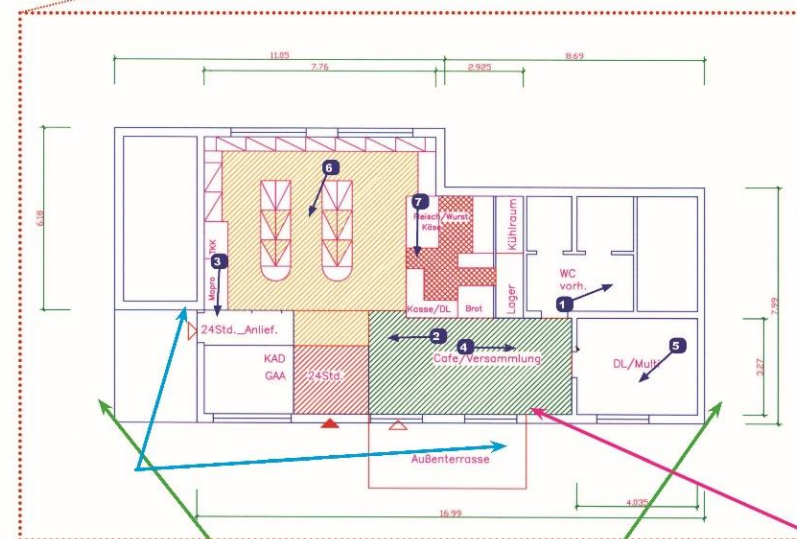 11.05
8.69
7.76
2.925
6.18
6
7
Fleisch/Wurst
Käse
Kühlraum
TKK
3
Mopro
WC
vorh.
1
7.99
Kasse/DL
Brot
Lager
24Std._Anlief.
2
4
5
Cafe/Versammlung
DL/Multi
3.27
KAD
GAA
24Std.
Außenterrasse
4.035
16.99